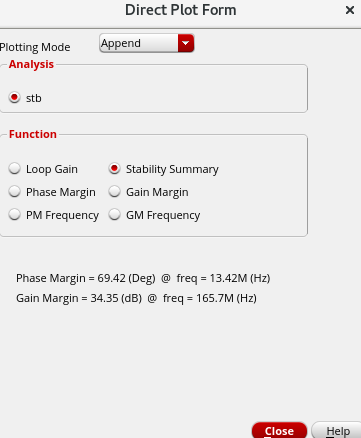 Direct Plot Form
Plotting Mode Append
Analysis
stb
Function
Loop Gain Stability Summary
Phase Margin Gain Margin
PM Frequency GM Frequency
Phase Margin = 69.42 (Deg) @ freq = 13.42M (Hz)
Gain Margin = 34.35 (dB) @ freq = 165.7M (Hz)
Close Help